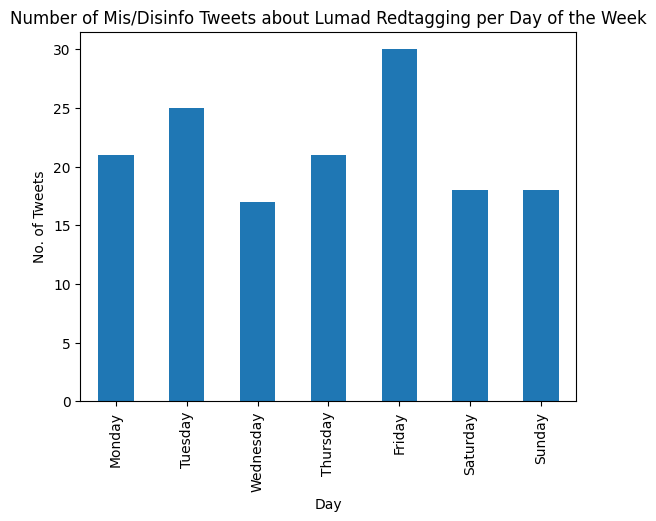 Number of Mis/Disinfo Tweets about Lumad Redtagging per Day of the Week
No. of Tweets
30
25
20
15
10
5
0
Monday
Tuesday
Wednesday
Thursday
Friday
Saturday
Sunday
Day